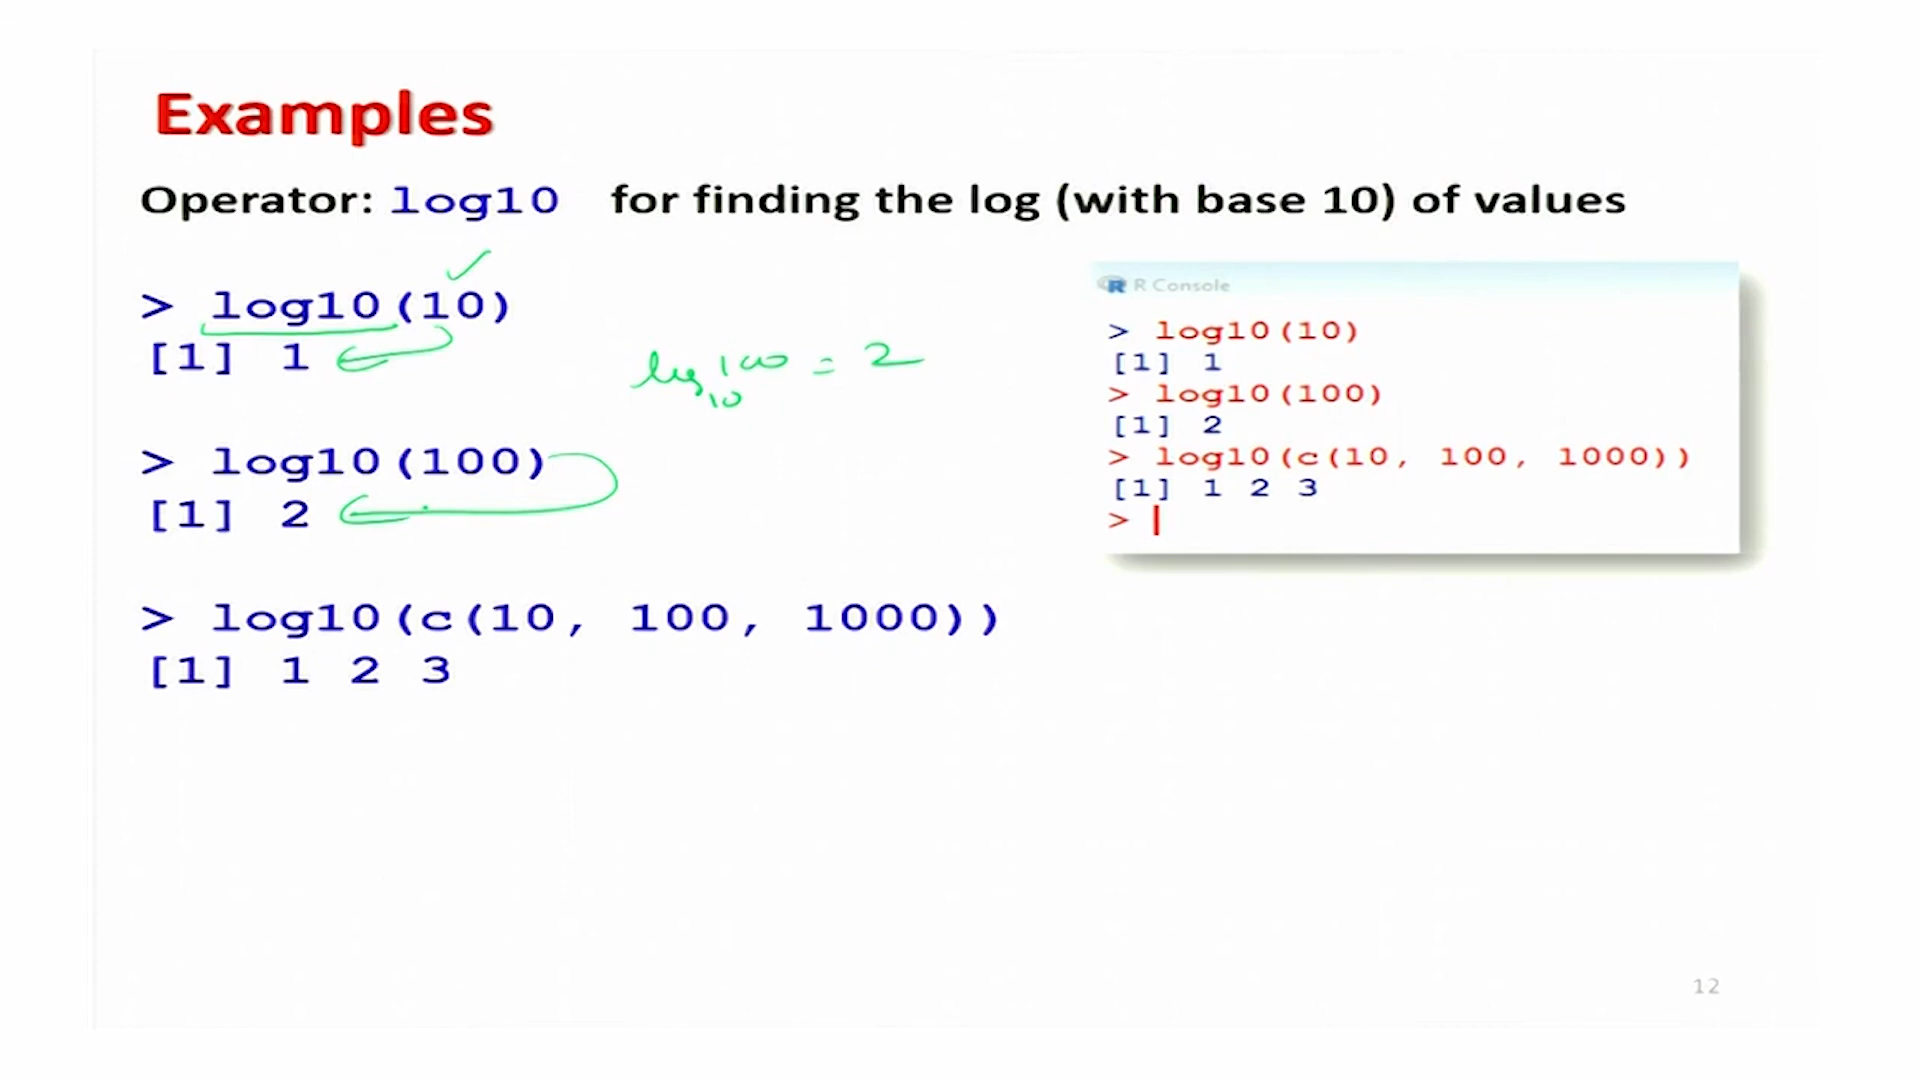 Examples
Operator: log10 for finding the log (with base 10) of values
> log10(10)
[1] 1
log 100 = 2
10
> log10(100)
[1] 2
> log10(c(10, 100, 1000))
[1] 1 2 3
R Console
> log10(10)
[1] 1
> log10(100)
[1] 2
> log10(c(10, 100, 1000))
[1] 1 2 3
>
12